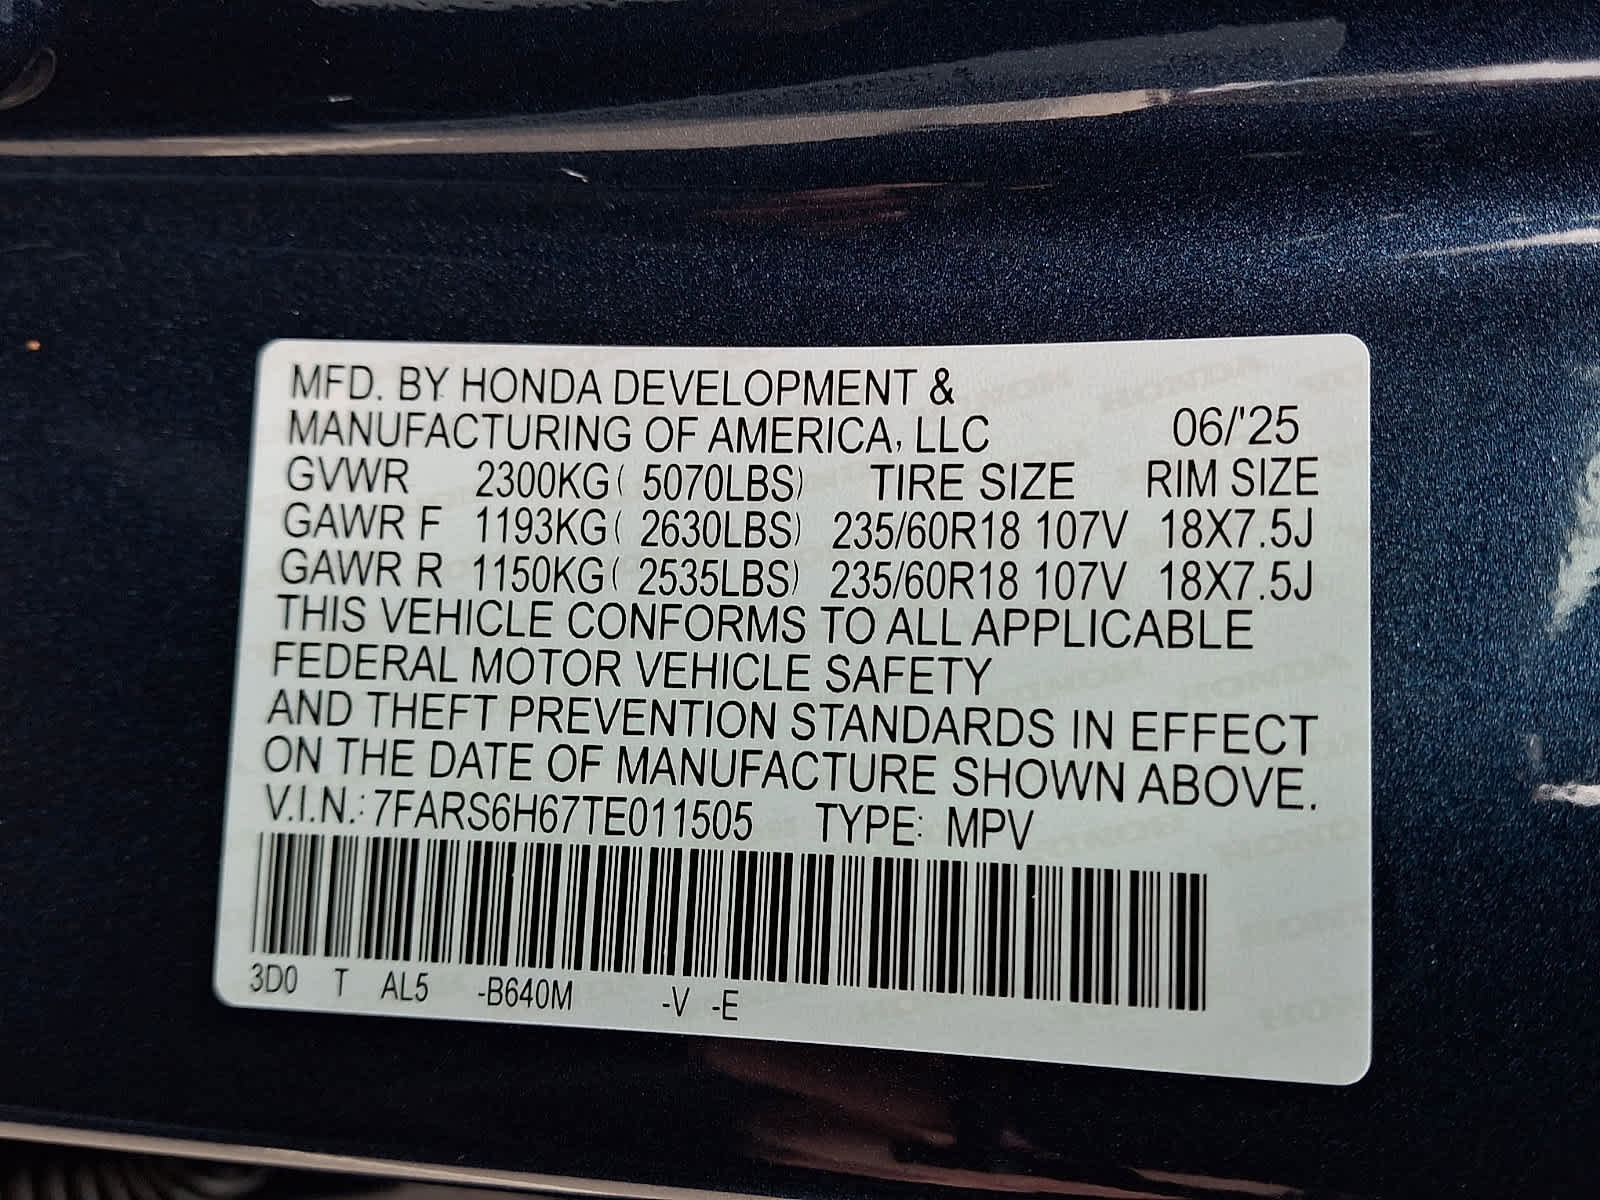 MFD. BY HONDA DEVELOPMENT &
MANUFACTURING OF AMERICA, LLC 06/'25
GVWR 2300KG( 5070LBS) TIRE SIZE RIM SIZE
GAWR F 1193KG( 2630LBS) 235/60R18 107V 18X7.5J
GAWR R 1150KG( 2535LBS) 235/60R18 107V 18X7.5J
THIS VEHICLE CONFORMS TO ALL APPLICABLE
FEDERAL MOTOR VEHICLE SAFETY
AND THEFT PREVENTION STANDARDS IN EFFECT
ON THE DATE OF MANUFACTURE SHOWN ABOVE.
V.I.N.: 7FARS6H67TE011505 TYPE: MPV
3D0 T AL5 -B640M -V -E